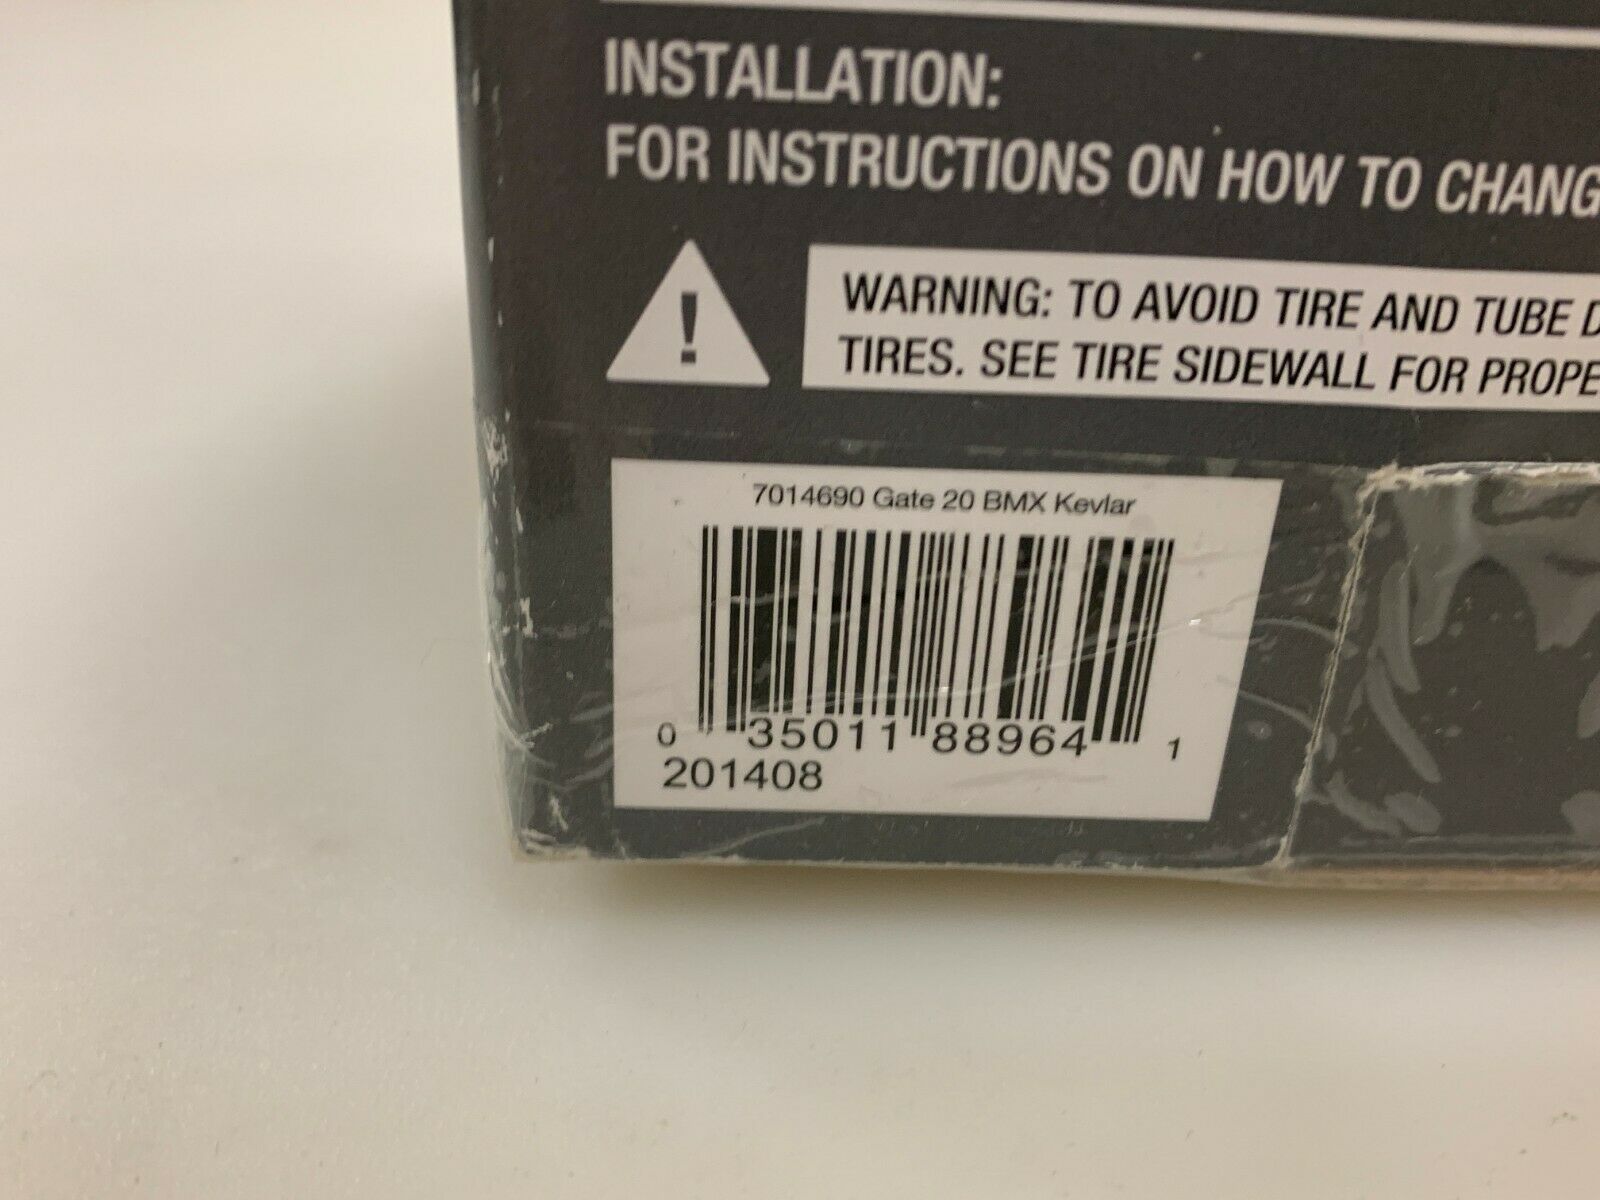 INSTALLATION:
FOR INSTRUCTIONS ON HOW TO CHANG
!
WARNING: TO AVOID TIRE AND TUBE D
TIRES. SEE TIRE SIDEWALL FOR PROPE
7014690 Gate 20 BMX Kevlar
0 35011 88964 1
201408